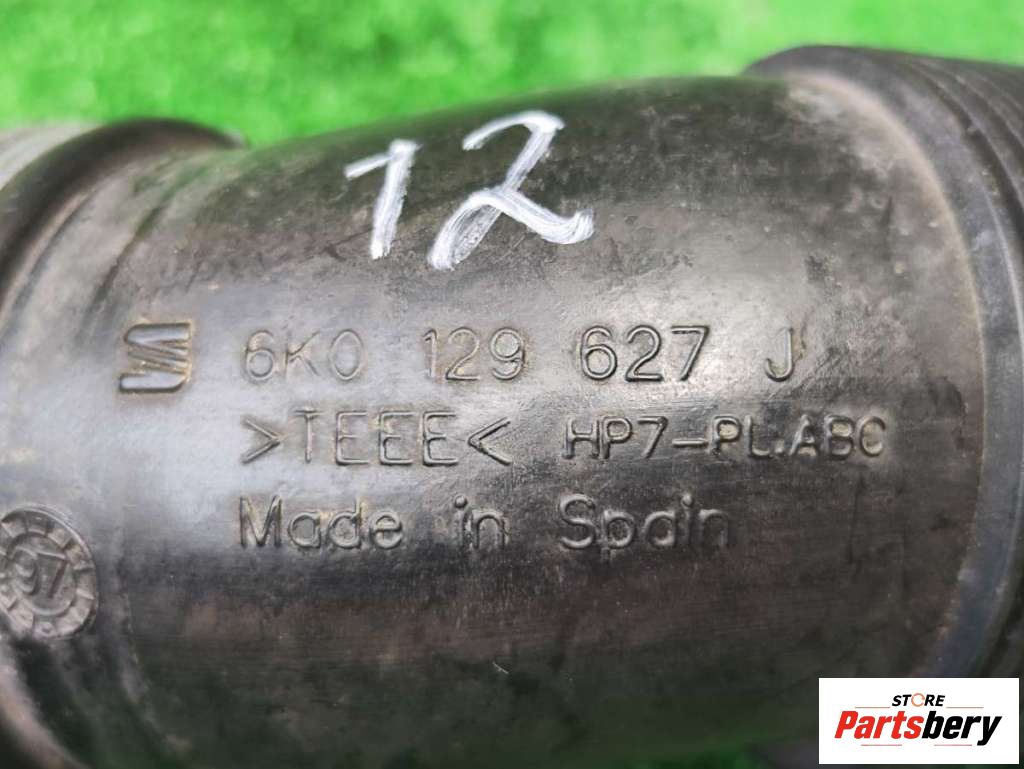 12
6K0 129 627 J
>TEEE< HP7-PL.ABC
Made in Spain
97
STORE
Partsbery